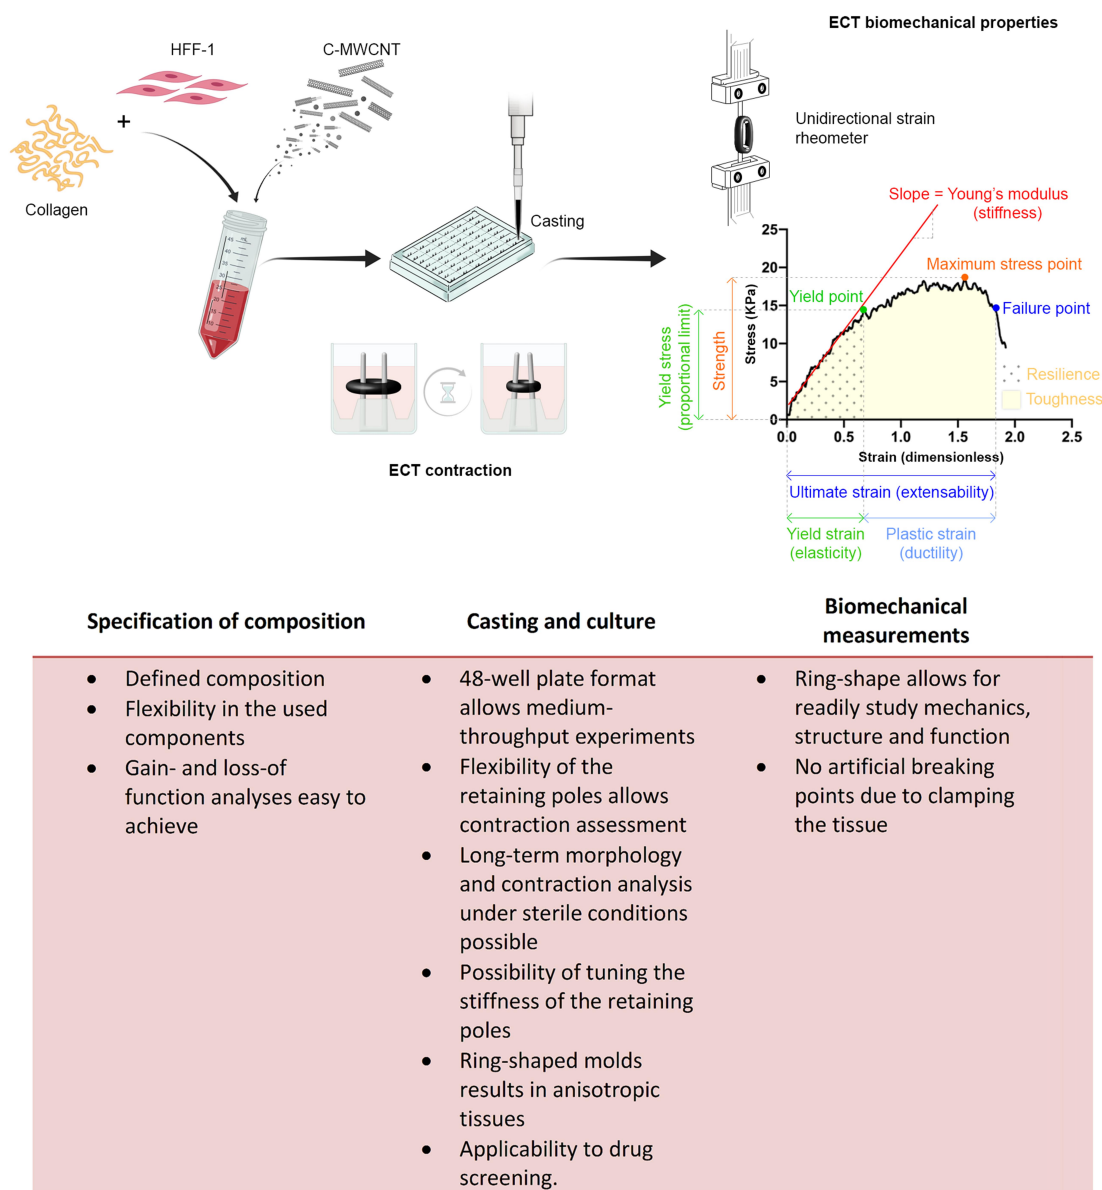 ECT biomechanical properties
HFF-1
C-MWCNT
+
Collagen
Casting
ECT contraction
Unidirectional strain
rheometer
Slope = Young's modulus
(stiffness)
Maximum stress point
Yield point
Failure point
Resilience
Toughness
Yield stress
(proportional limit)
Strength
Stress (KPa)
25
20
15
10
5
0
0.0
0.5
1.0
1.5
2.0
2.5
Strain (dimensionless)
Ultimate strain (extensability)
Yield strain
(elasticity)
Plastic strain
(ductility)
Specification of composition
• Defined composition
• Flexibility in the used
components
• Gain- and loss-of
function analyses easy to
achieve
Casting and culture
• 48-well plate format
allows medium-
throughput experiments
• Flexibility of the
retaining poles allows
contraction assessment
• Long-term morphology
and contraction analysis
under sterile conditions
possible
• Possibility of tuning the
stiffness of the retaining
poles
• Ring-shaped molds
results in anisotropic
tissues
• Applicability to drug
screening.
Biomechanical
measurements
• Ring-shape allows for
readily study mechanics,
structure and function
• No artificial breaking
points due to clamping
the tissue